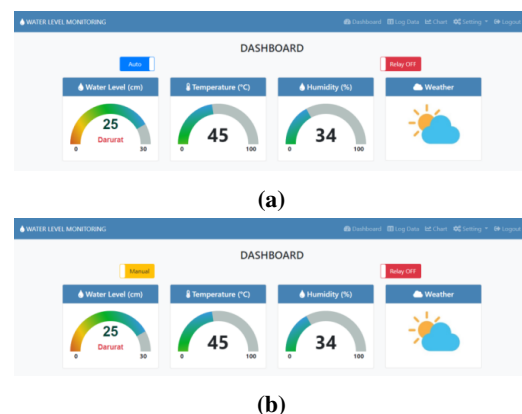 WATER LEVEL MONITORING Dashboard Log Data Chart Setting Logout
DASHBOARD
Auto Relay OFF
Water Level (cm) Temperature (°C) Humidity (%) Weather
25 45 34
Darurat
0 30 0 100 0 100
(a)
WATER LEVEL MONITORING Dashboard Log Data Chart Setting Logout
DASHBOARD
Manual Relay OFF
Water Level (cm) Temperature (°C) Humidity (%) Weather
25 45 34
Darurat
0 30 0 100 0 100
(b)